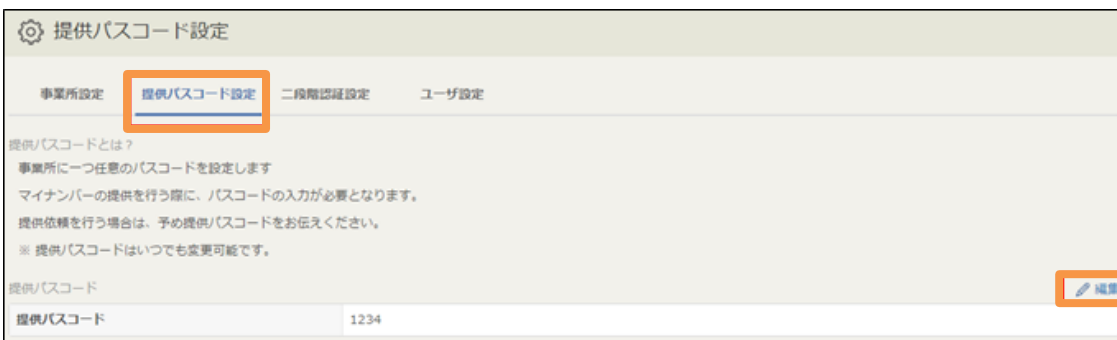 提供パスコード設定
事業所設定 提供パスコード設定 二段階認証設定 ユーザ設定
提供パスコードとは？
事業所に一つ任意のパスコードを設定します
マイナンバーの提供を行う際に、パスコードの入力が必要となります。
提供依頼を行う場合は、予め提供パスコードをお伝えください。
※ 提供パスコードはいつでも変更可能です。
提供パスコード
編集
提供パスコード 1234